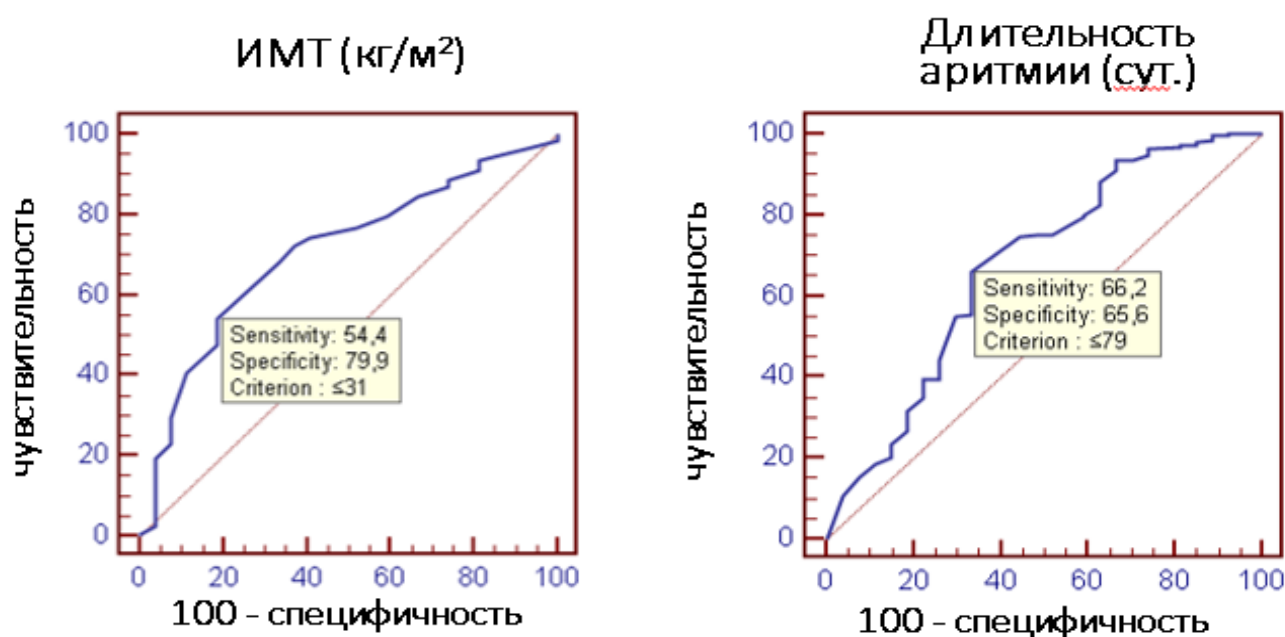 ИМТ (кг/м²)
100
80
60
40
20
0
чувствительность
Sensitivity: 54,4
Specificity: 79,9
Criterion : ≤31
0 20 40 60 80 100
100 - специфичность
Длительность
аритмии (сут.)
100
80
60
40
20
0
чувствительность
Sensitivity: 66,2
Specificity: 65,6
Criterion : ≤79
0 20 40 60 80 100
100 - специфичность